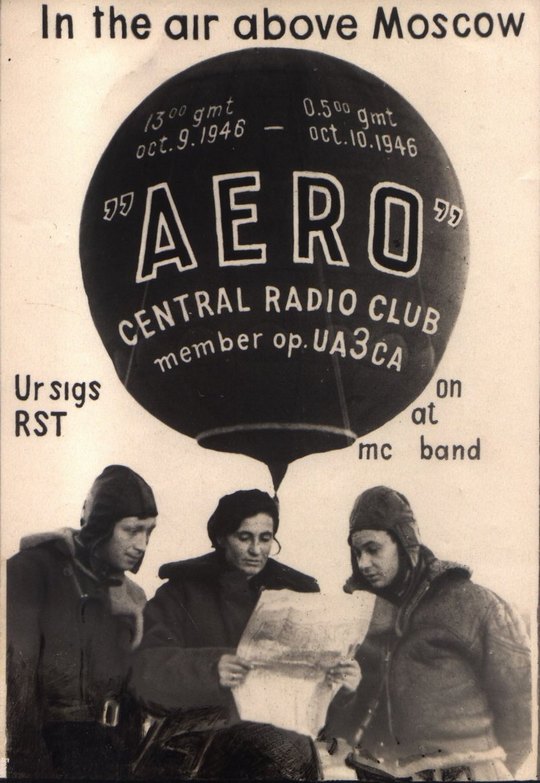 In the air above Moscow
13⁰⁰ gmt — 0.5⁰⁰ gmt
oct.9.1946 oct.10.1946
"AERO"
CENTRAL RADIO CLUB
member op. UA3CA
Ur sigs on
RST at
mc band